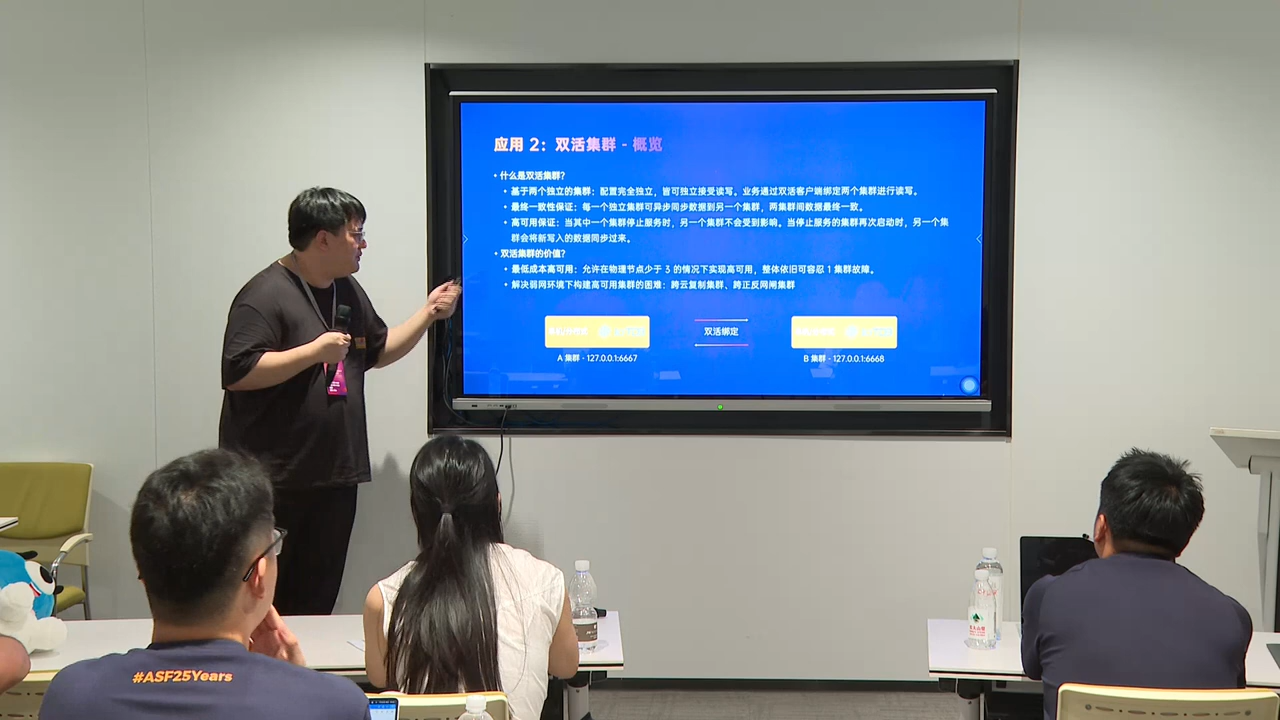 应用 2：双活集群 - 概览
• 什么是双活集群?
• 基于两个独立的集群：配置完全独立，皆可独立接受读写。业务通过双活客户端绑定两个集群进行读写。
• 最终一致性保证：每一个独立集群可异步同步数据到另一个集群，两集群间数据最终一致。
• 高可用保证：当其中一个集群停止服务时，另一个集群不会受到影响。当停止服务的集群再次启动时，另一个集
群会将新写入的数据同步过来。
• 双活集群的价值?
• 最低成本高可用：允许在物理节点少于 3 的情况下实现高可用，整体依旧可容忍 1 集群故障。
• 解决弱网环境下构建高可用集群的困难：跨云复制集群、跨正反网闸集群
双活绑定
A 集群 - 127.0.0.1:6667
B 集群 - 127.0.0.1:6668
#ASF25Years